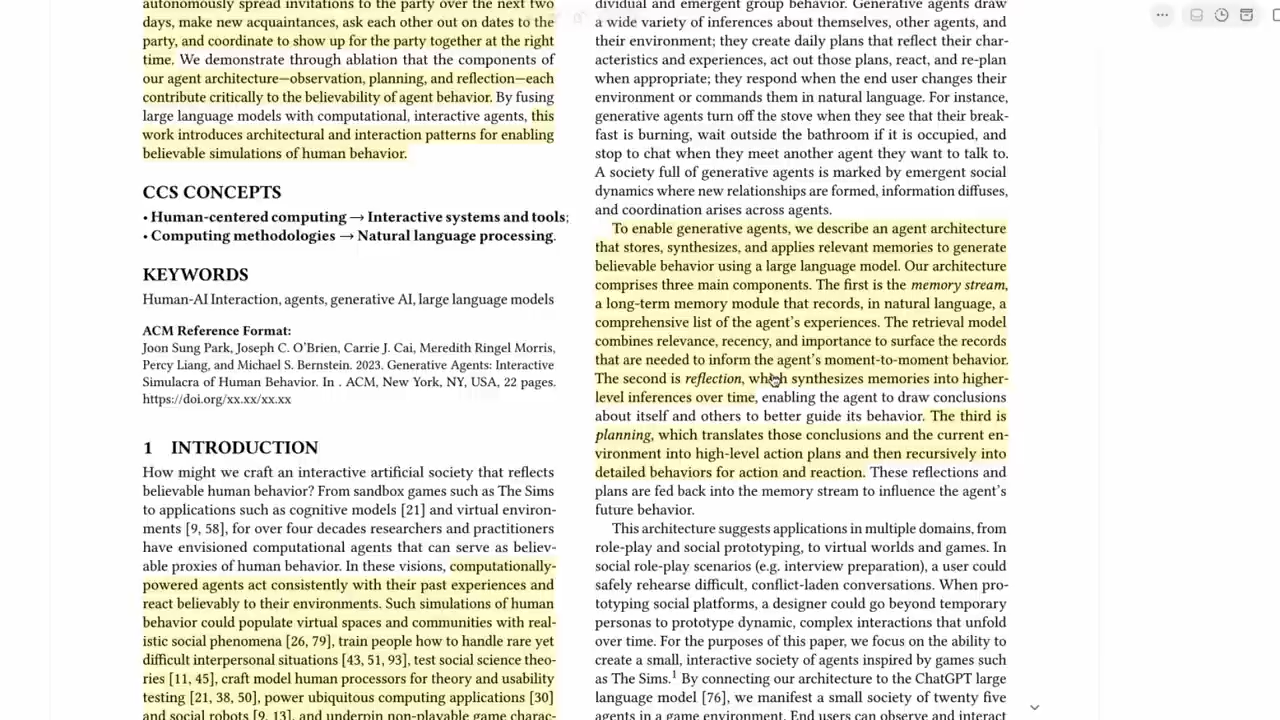 autonomously spread invitations to the party over the next two
days, make new acquaintances, ask each other out on dates to the
party, and coordinate to show up for the party together at the right
time. We demonstrate through ablation that the components of
our agent architecture—observation, planning, and reflection—each
contribute critically to the believability of agent behavior. By fusing
large language models with computational, interactive agents, this
work introduces architectural and interaction patterns for enabling
believable simulations of human behavior.
CCS CONCEPTS
• Human-centered computing → Interactive systems and tools;
• Computing methodologies → Natural language processing.
KEYWORDS
Human-AI Interaction, agents, generative AI, large language models
ACM Reference Format:
Joon Sung Park, Joseph C. O'Brien, Carrie J. Cai, Meredith Ringel Morris,
Percy Liang, and Michael S. Bernstein. 2023. Generative Agents: Interactive
Simulacra of Human Behavior. In . ACM, New York, NY, USA, 22 pages.
https://doi.org/xx.xx/xx.xx
1 INTRODUCTION
How might we craft an interactive artificial society that reflects
believable human behavior? From sandbox games such as The Sims
to applications such as cognitive models [21] and virtual environ-
ments [9, 58], for over four decades researchers and practitioners
have envisioned computational agents that can serve as believ-
able proxies of human behavior. In these visions, computationally-
powered agents act consistently with their past experiences and
react believably to their environments. Such simulations of human
behavior could populate virtual spaces and communities with real-
istic social phenomena [26, 79], train people how to handle rare yet
difficult interpersonal situations [43, 51, 93], test social science theo-
ries [11, 45], craft model human processors for theory and usability
testing [21, 38, 50], power ubiquitous computing applications [30]
and social robots [9, 13], and underpin non-playable game charac-
dividual and emergent group behavior. Generative agents draw
a wide variety of inferences about themselves, other agents, and
their environment; they create daily plans that reflect their char-
acteristics and experiences, act out those plans, react, and re-plan
when appropriate; they respond when the end user changes their
environment or commands them in natural language. For instance,
generative agents turn off the stove when they see that their break-
fast is burning, wait outside the bathroom if it is occupied, and
stop to chat when they meet another agent they want to talk to.
A society full of generative agents is marked by emergent social
dynamics where new relationships are formed, information diffuses,
and coordination arises across agents.
To enable generative agents, we describe an agent architecture
that stores, synthesizes, and applies relevant memories to generate
believable behavior using a large language model. Our architecture
comprises three main components. The first is the memory stream,
a long-term memory module that records, in natural language, a
comprehensive list of the agent's experiences. The retrieval model
combines relevance, recency, and importance to surface the records
that are needed to inform the agent's moment-to-moment behavior.
The second is reflection, which synthesizes memories into higher-
level inferences over time, enabling the agent to draw conclusions
about itself and others to better guide its behavior. The third is
planning, which translates those conclusions and the current en-
vironment into high-level action plans and then recursively into
detailed behaviors for action and reaction. These reflections and
plans are fed back into the memory stream to influence the agent's
future behavior.
This architecture suggests applications in multiple domains, from
role-play and social prototyping, to virtual worlds and games. In
social role-play scenarios (e.g. interview preparation), a user could
safely rehearse difficult, conflict-laden conversations. When pro-
totyping social platforms, a designer could go beyond temporary
personas to prototype dynamic, complex interactions that unfold
over time. For the purposes of this paper, we focus on the ability to
create a small, interactive society of agents inspired by games such
as The Sims.1 By connecting our architecture to the ChatGPT large
language model [76], we manifest a small society of twenty five
agents in a game environment. End users can observe and interact